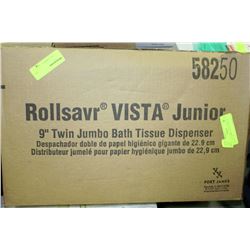 58250
Rollsavr® VISTA® Junior
9" Twin Jumbo Bath Tissue Dispenser
Despachador doble de papel higiénico gigante de 22.9 cm
Distributeur jumelé pour papier hygiénique jumbo de 22,9 cm
FORT JAMES